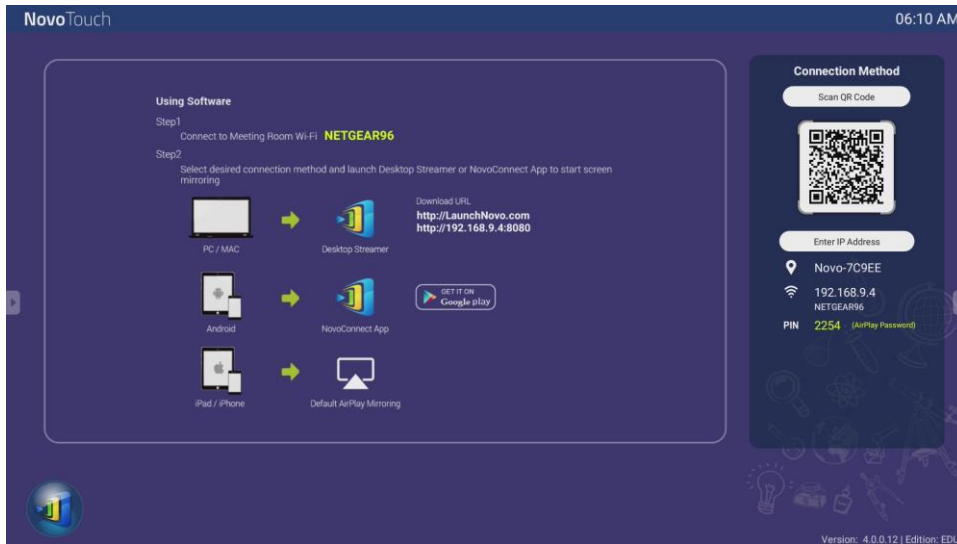 NovoTouch
06:10 AM
Using Software
Step1
Connect to Meeting Room Wi-Fi NETGEAR96
Step2
Select desired connection method and launch Desktop Streamer or NovoConnect App to start screen
mirroring
PC / MAC
Desktop Streamer
Download URL
http://LaunchNovo.com
http://192.168.9.4:8080
Android
NovoConnect App
GET IT ON
Google play
iPad / iPhone
Default AirPlay Mirroring
Connection Method
Scan QR Code
Enter IP Address
Novo-7C9EE
192.168.9.4
NETGEAR96
PIN 2254 (AirPlay Password)
Version: 4.0.0.12 | Edition: EDU